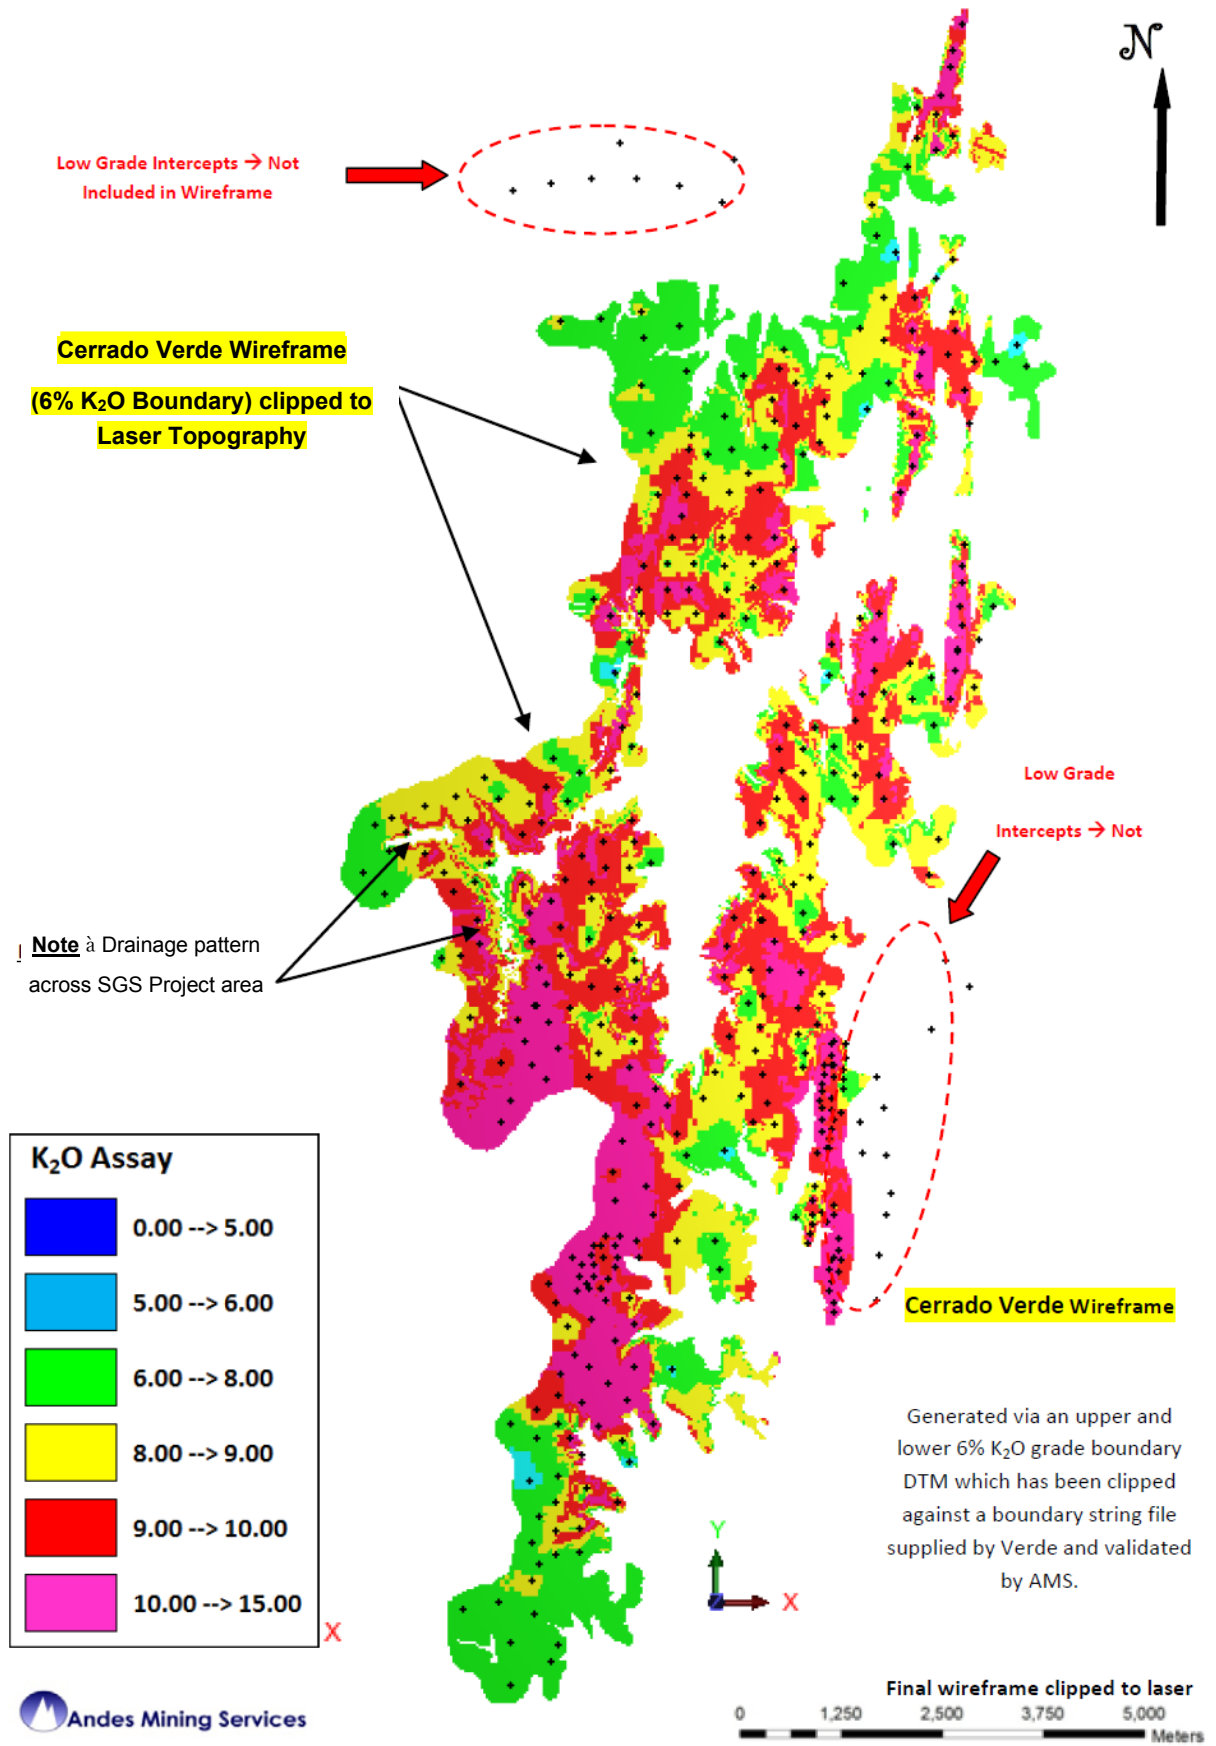 N
Low Grade Intercepts → Not
Included in Wireframe
Cerrado Verde Wireframe
(6% K₂O Boundary) clipped to
Laser Topography
Low Grade
Intercepts → Not
Note à Drainage pattern
across SGS Project area
K₂O Assay
0.00 --> 5.00
5.00 --> 6.00
6.00 --> 8.00
8.00 --> 9.00
9.00 --> 10.00
10.00 --> 15.00
X
Cerrado Verde Wireframe
Generated via an upper and
lower 6% K₂O grade boundary
DTM which has been clipped
against a boundary string file
supplied by Verde and validated
by AMS.
Y
X
Andes Mining Services
Final wireframe clipped to laser
0 1,250 2,500 3,750 5,000
Meters